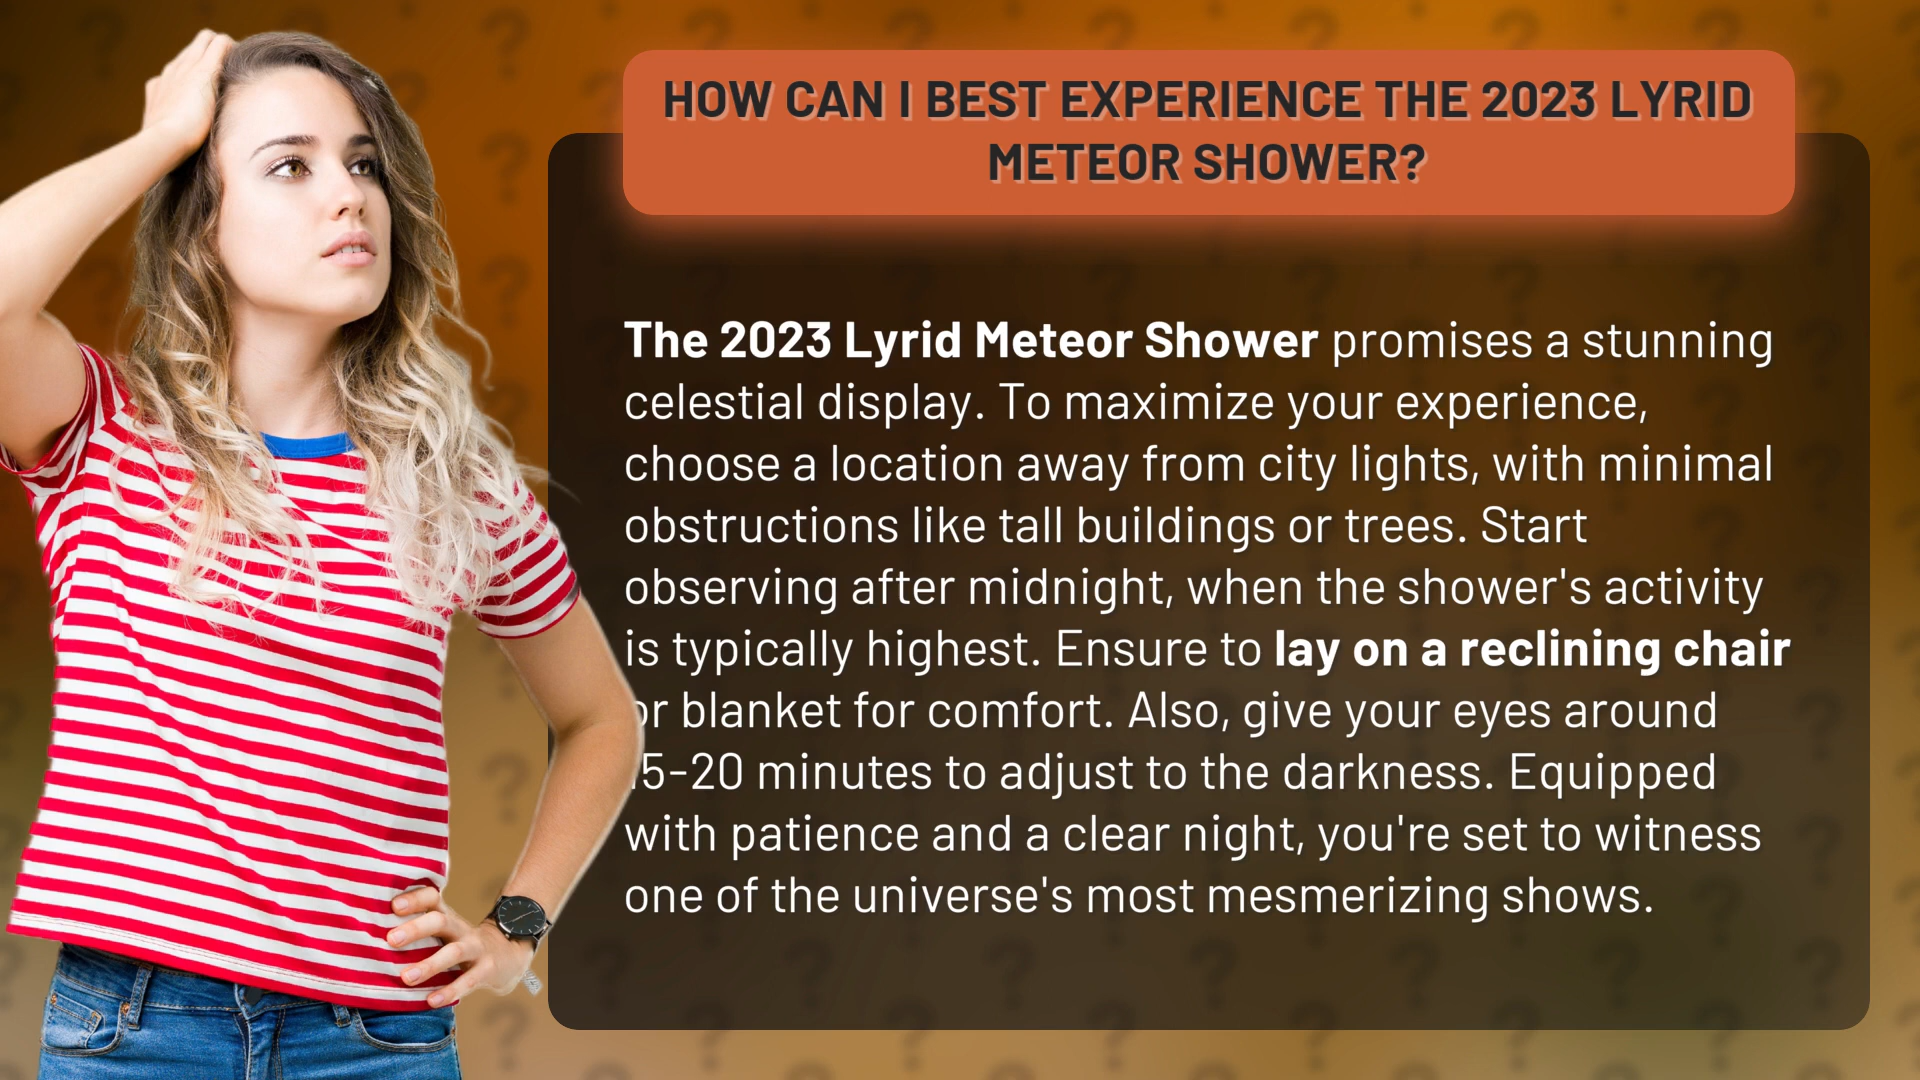 HOW CAN I BEST EXPERIENCE THE 2023 LYRID
METEOR SHOWER?
The 2023 Lyrid Meteor Shower promises a stunning
celestial display. To maximize your experience,
choose a location away from city lights, with minimal
obstructions like tall buildings or trees. Start
observing after midnight, when the shower's activity
is typically highest. Ensure to lay on a reclining chair
or blanket for comfort. Also, give your eyes around
15-20 minutes to adjust to the darkness. Equipped
with patience and a clear night, you're set to witness
one of the universe's most mesmerizing shows.